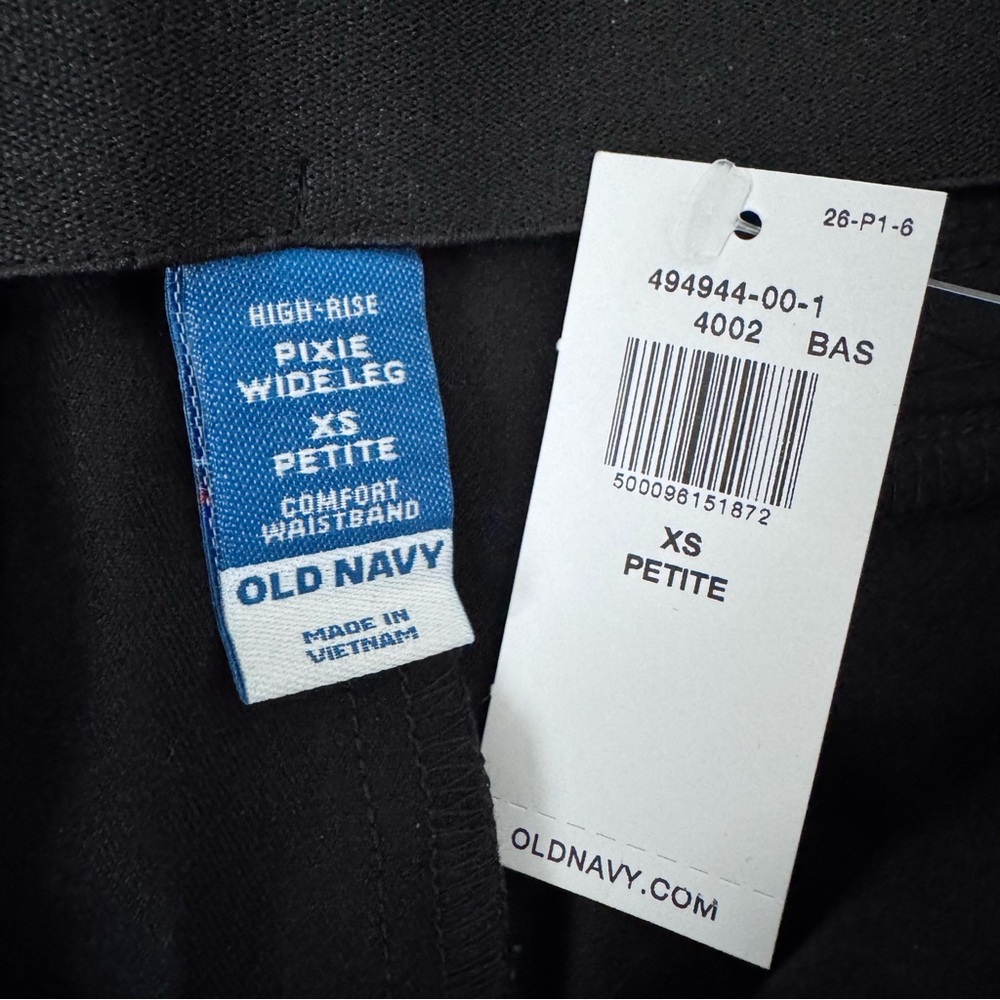 HIGH-RISE
PIXIE
WIDE LEG
XS
PETITE
COMFORT
WAISTBAND
OLD NAVY
MADE IN
VIETNAM
26-P1-6
494944-00-1
4002 BAS
500096151872
XS
PETITE
OLDNAVY.COM